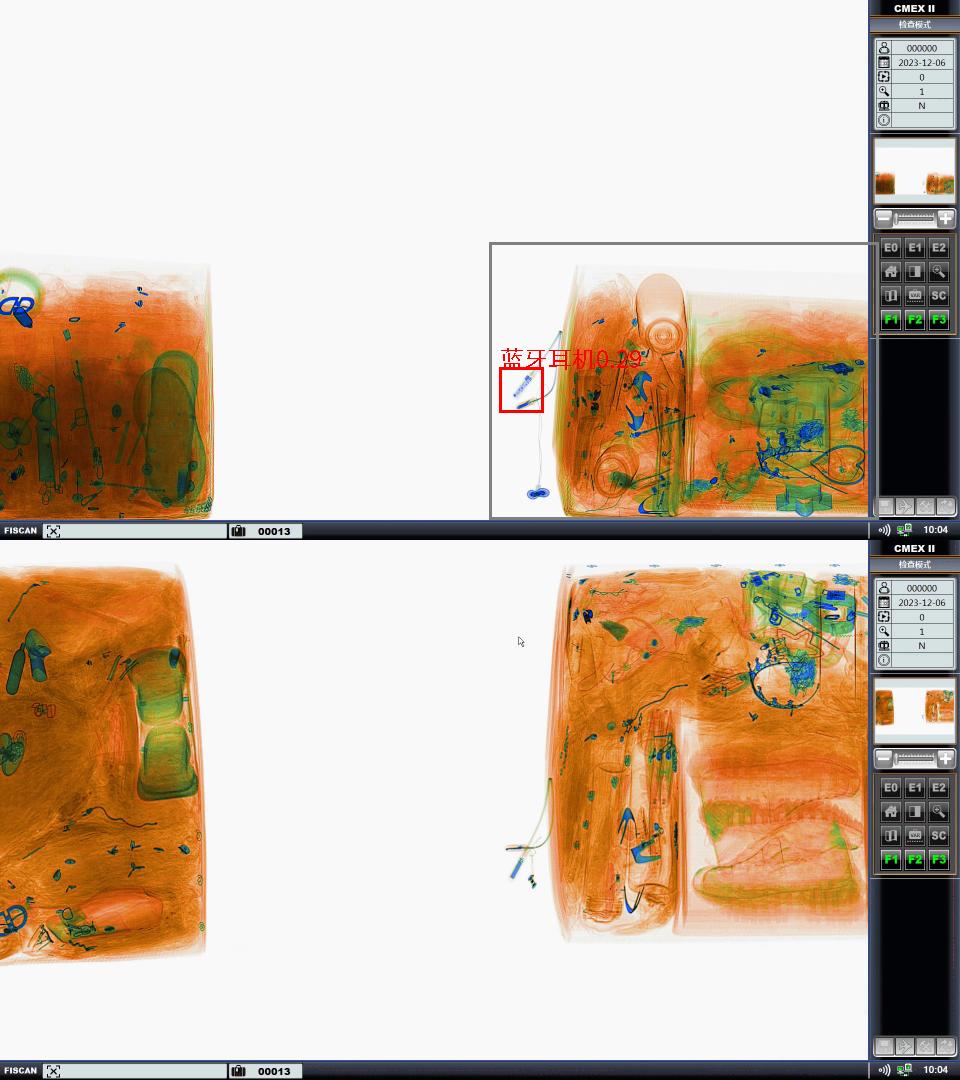 CMEX II
检查模式
000000
2023-12-06
0
1
N
E0 E1 E2
SC
F1 F2 F3
蓝牙耳机0.29
FISCAN
00013
10:04
CMEX II
检查模式
000000
2023-12-06
0
1
N
E0 E1 E2
VAR
SC
F1 F2 F3
FISCAN
00013
10:04